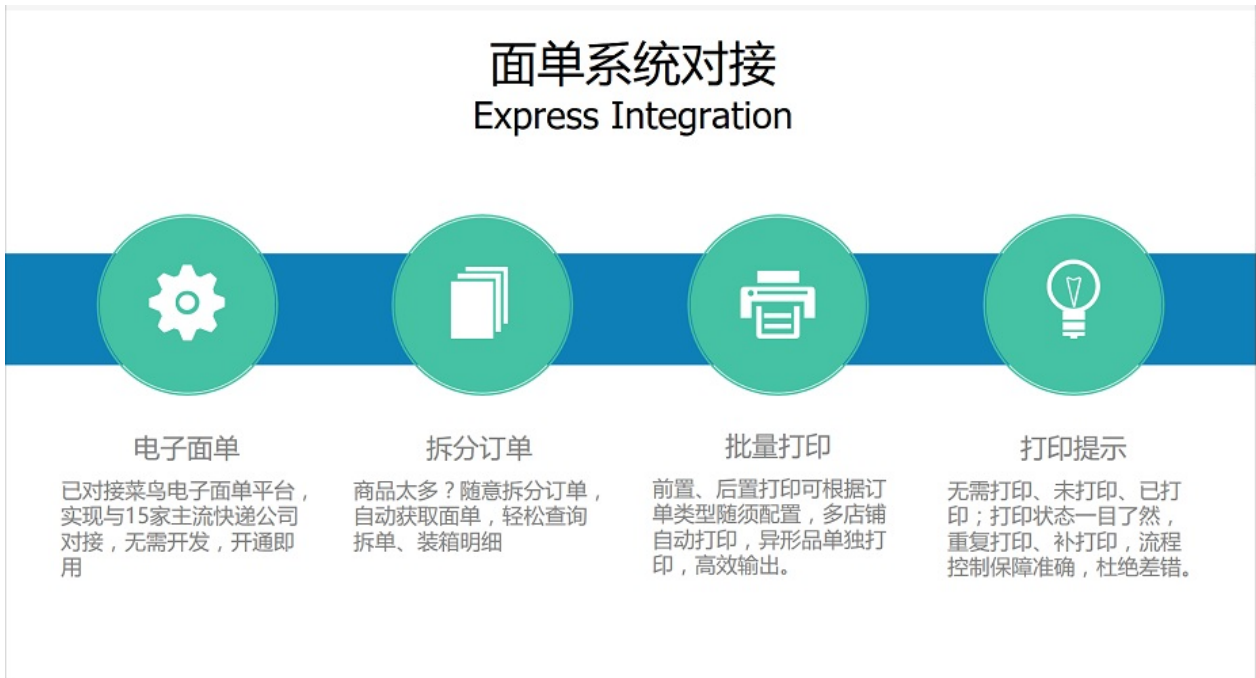 面单系统对接
Express Integration
电子面单
已对接菜鸟电子面单平台，
实现与15家主流快递公司
对接，无需开发，开通即
用
拆分订单
商品太多？随意拆分订单，
自动获取面单，轻松查询
拆单、装箱明细
批量打印
前置、后置打印可根据订
单类型随须配置，多店铺
自动打印，异形品单独打
印，高效输出。
打印提示
无需打印、未打印、已打
印；打印状态一目了然，
重复打印、补打印，流程
控制保障准确，杜绝差错。